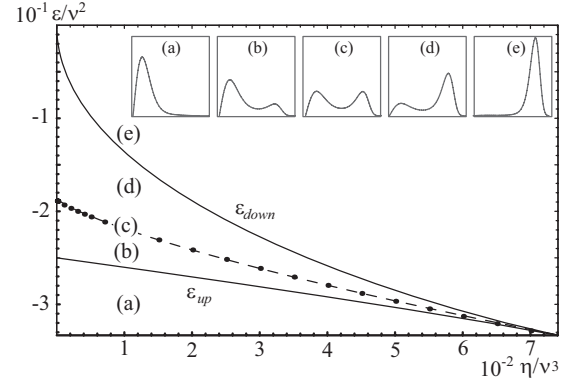 10⁻¹ ε/ν²
(a) (b) (c) (d) (e)
-1
(e)
(d)
-2
ε_down
(c)
(b)
ε_up
(a)
-3
1 2 3 4 5 6 7
10⁻² η/ν³